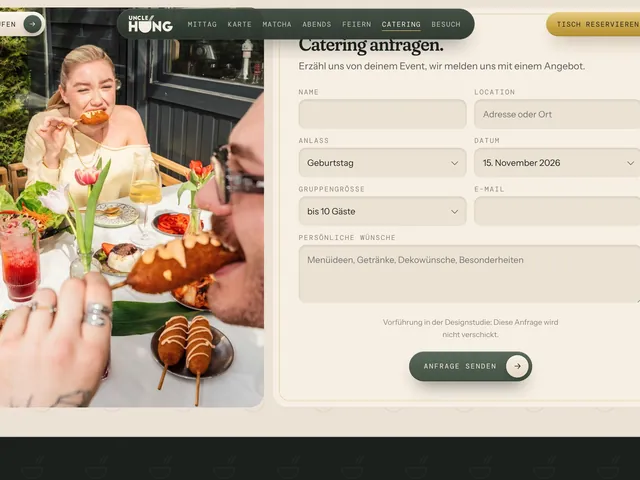 UNCLE
HÜNG
MITTAG KARTE MATCHA ABENDS FEIERN CATERING BESUCH
TISCH RESERVIEREN
Catering anfragen.
Erzähl uns von deinem Event, wir melden uns mit einem Angebot.
NAME LOCATION
Adresse oder Ort
ANLASS DATUM
Geburtstag 15. November 2026
GRUPPENGRÖSSE E-MAIL
bis 10 Gäste
PERSÖNLICHE WÜNSCHE
Menüideen, Getränke, Dekowünsche, Besonderheiten
Vorführung in der Designstudie: Diese Anfrage wird
nicht verschickt.
ANFRAGE SENDEN